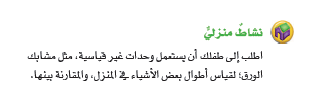 نشاطٌ منزليٌّ
اطلب إلى طفلك أن يستعمل وحدات غير قياسية، مثل مشابك
الورق؛ لقياس أطوال بعض الأشياء في المنزل، والمقارنة بينها.